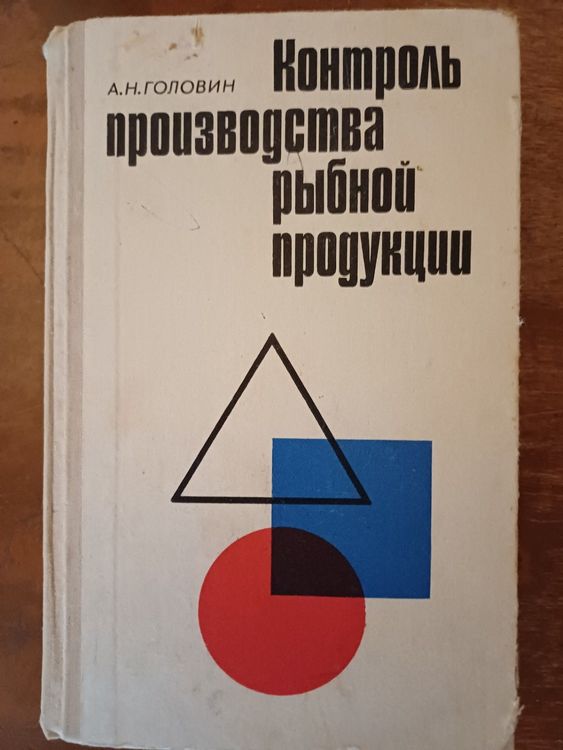 А.Н.ГОЛОВИН
Контроль
производства
рыбной
продукции